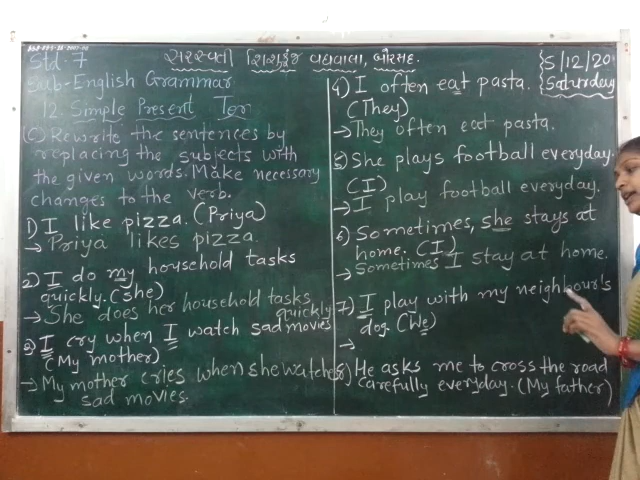 Std. 7
સરસ્વતી શિશુકુંજ વિદ્યાલય, બોરસદ.
5/12/20
Saturday
Sub-English Grammar
12. Simple Present
(C) Rewrite the sentences by
replacing the subjects with
the given words. Make necessary
changes to the verb.
1) I like pizza. (Priya)
→ Priya likes pizza.
2) I do my household tasks
quickly. (She)
→ She does her household tasks
quickly
3) I cry when I watch sad movies
(My mother)
→ My mother cries when she watches
sad movies.
4) I often eat pasta.
(They)
→ They often eat pasta.
5) She plays football everyday.
(I)
→ I play football everyday.
6) Sometimes, she stays at
home. (I)
→ Sometimes I stay at home.
7) I play with my neighbour's
dog. (We)
→
8) He asks me to cross the road
carefully everyday. (My father)